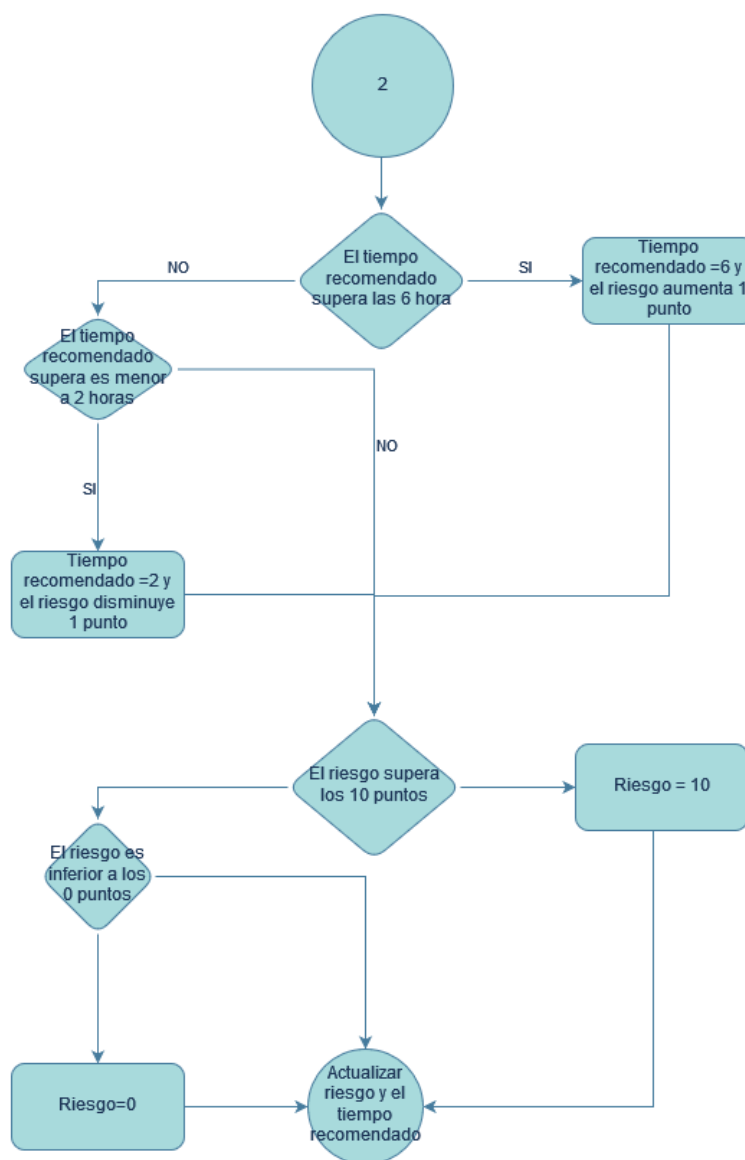 2
El tiempo
recomendado
supera las 6 hora
NO
SI
Tiempo
recomendado =6 y
el riesgo aumenta 1
punto
El tiempo
recomendado
supera es menor
a 2 horas
NO
SI
Tiempo
recomendado =2 y
el riesgo disminuye
1 punto
El riesgo supera
los 10 puntos
Riesgo = 10
El riesgo es
inferior a los
0 puntos
Riesgo=0
Actualizar
riesgo y el
tiempo
recomendado